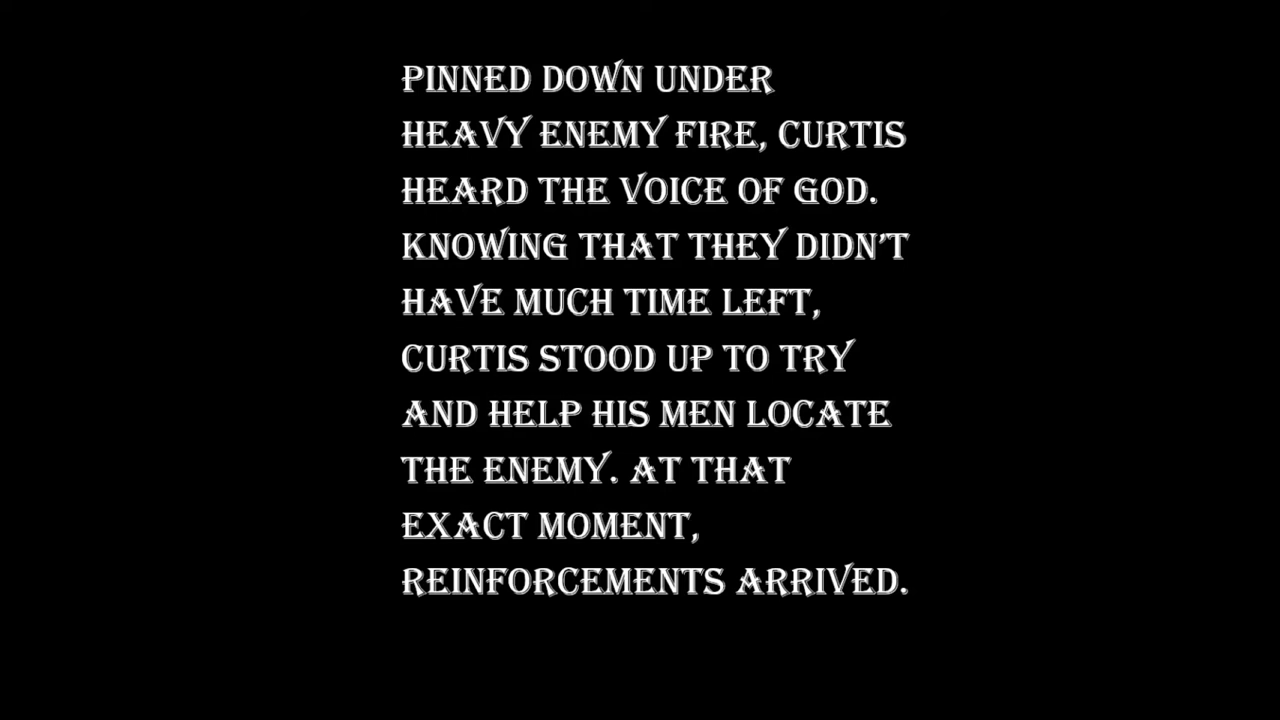 PINNED DOWN UNDER
HEAVY ENEMY FIRE, CURTIS
HEARD THE VOICE OF GOD.
KNOWING THAT THEY DIDN'T
HAVE MUCH TIME LEFT,
CURTIS STOOD UP TO TRY
AND HELP HIS MEN LOCATE
THE ENEMY. AT THAT
EXACT MOMENT,
REINFORCEMENTS ARRIVED.